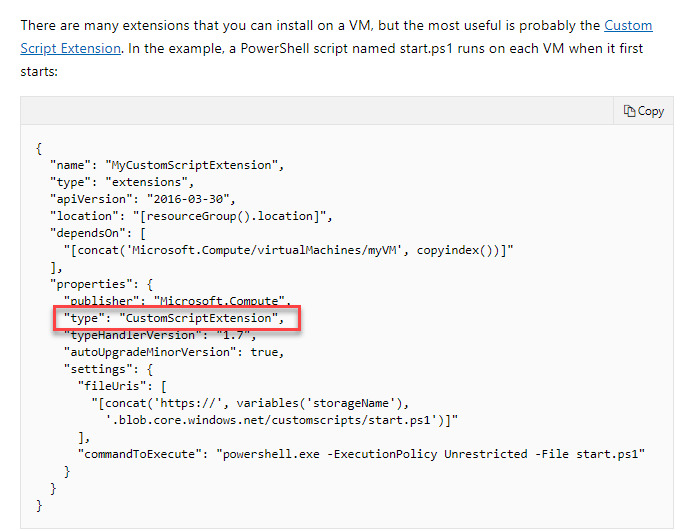 There are many extensions that you can install on a VM, but the most useful is probably the Custom
Script Extension. In the example, a PowerShell script named start.ps1 runs on each VM when it first
starts:
Copy
{
  "name": "MyCustomScriptExtension",
  "type": "extensions",
  "apiVersion": "2016-03-30",
  "location": "[resourceGroup().location]",
  "dependsOn": [
    "[concat('Microsoft.Compute/virtualMachines/myVM', copyindex())]"
  ],
  "properties": {
    "publisher": "Microsoft.Compute",
    "type": "CustomScriptExtension",
    "typeHandlerVersion": "1.7",
    "autoUpgradeMinorVersion": true,
    "settings": {
      "fileUris": [
        "[concat('https://', variables('storageName'),
          '.blob.core.windows.net/customscripts/start.ps1')]"
      ],
      "commandToExecute": "powershell.exe -ExecutionPolicy Unrestricted -File start.ps1"
    }
  }
}